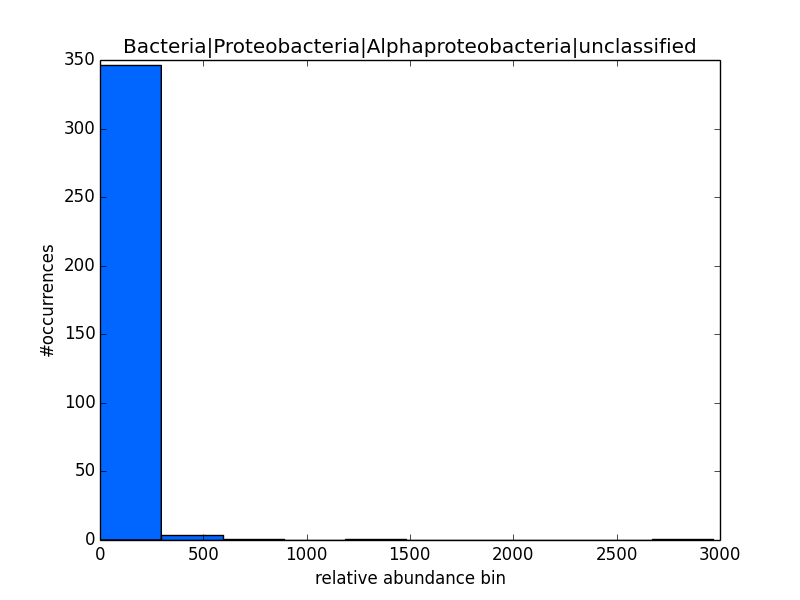 Bacteria|Proteobacteria|Alphaproteobacteria|unclassified
350
300
250
200
150
100
50
0
#occurrences
0 500 1000 1500 2000 2500 3000
relative abundance bin